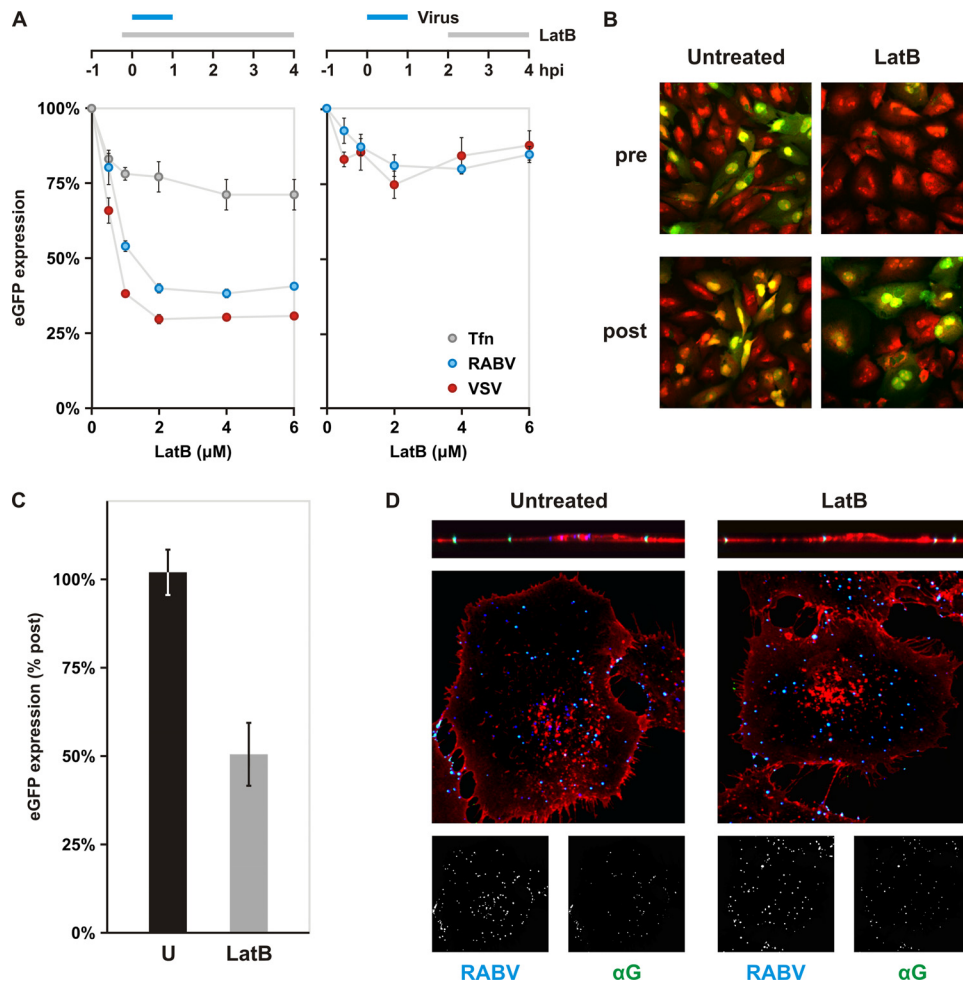 A
Virus
LatB
-1 0 1 2 3 4 hpi
-1 0 1 2 3 4
100%
75%
50%
25%
0%
eGFP expression
Tfn
RABV
VSV
0 2 4 6
LatB (µM)
0 2 4 6
LatB (µM)
B
Untreated LatB
pre
post
C
100%
75%
50%
25%
0%
eGFP expression (% post)
U LatB
D
Untreated LatB
RABV αG RABV αG